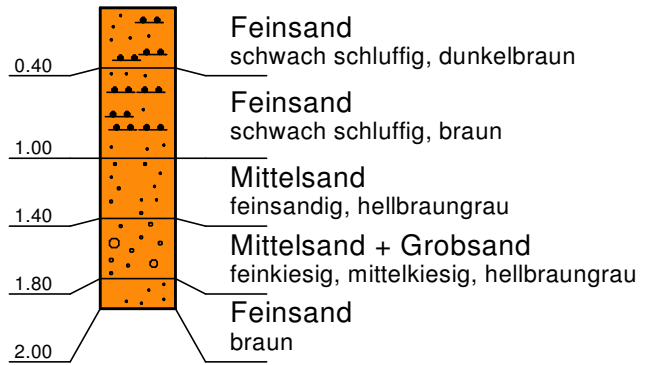 Feinsand
schwach schluffig, dunkelbraun
0.40
Feinsand
schwach schluffig, braun
1.00
Mittelsand
feinsandig, hellbraungrau
1.40
Mittelsand + Grobsand
feinkiesig, mittelkiesig, hellbraungrau
1.80
Feinsand
braun
2.00